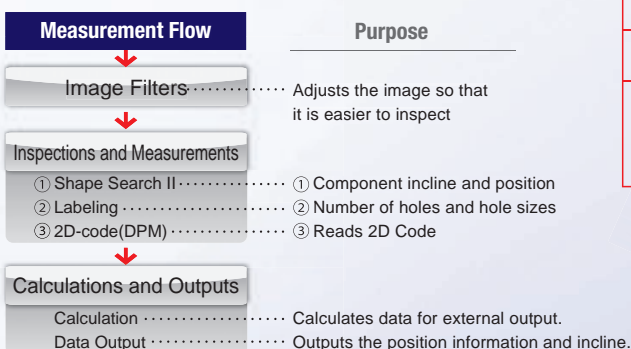 Measurement Flow Purpose
Image Filters ············ Adjusts the image so that
it is easier to inspect
Inspections and Measurements
① Shape Search II ············ ① Component incline and position
② Labeling ············ ② Number of holes and hole sizes
③ 2D-code(DPM) ············ ③ Reads 2D Code
Calculations and Outputs
Calculation ············ Calculates data for external output.
Data Output ············ Outputs the position information and incline.